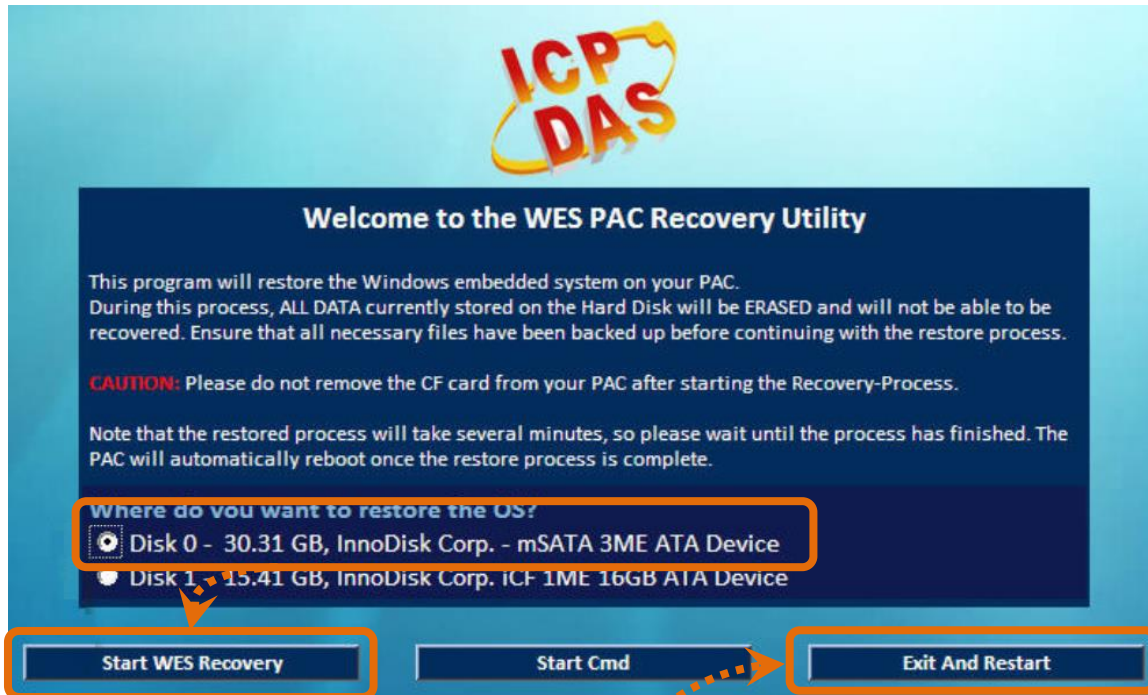 ICP
DAS
Welcome to the WES PAC Recovery Utility
This program will restore the Windows embedded system on your PAC.
During this process, ALL DATA currently stored on the Hard Disk will be ERASED and will not be able to be
recovered. Ensure that all necessary files have been backed up before continuing with the restore process.
CAUTION: Please do not remove the CF card from your PAC after starting the Recovery-Process.
Note that the restored process will take several minutes, so please wait until the process has finished. The
PAC will automatically reboot once the restore process is complete.
Where do you want to restore the OS?
Disk 0 - 30.31 GB, InnoDisk Corp. - mSATA 3ME ATA Device
Disk 1 - 15.41 GB, InnoDisk Corp. iCF 1ME 16GB ATA Device
Start WES Recovery
Start Cmd
Exit And Restart